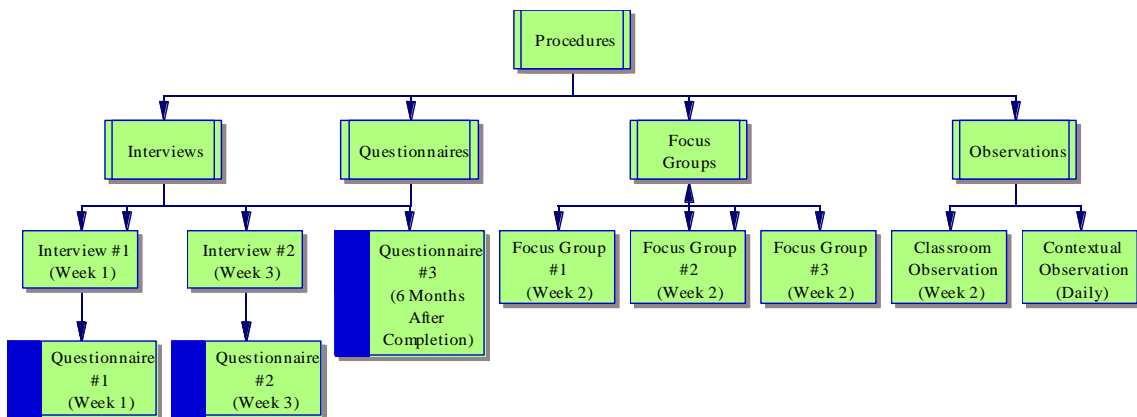 Procedures
Interviews
Questionnaires
Focus
Groups
Observations
Interview #1
(Week 1)
Interview #2
(Week 3)
Questionnaire
#3
(6 Months
After
Completion)
Focus Group
#1
(Week 2)
Focus Group
#2
(Week 2)
Focus Group
#3
(Week 2)
Classroom
Observation
(Week 2)
Contextual
Observation
(Daily)
Questionnaire
#1
(Week 1)
Questionnaire
#2
(Week 3)